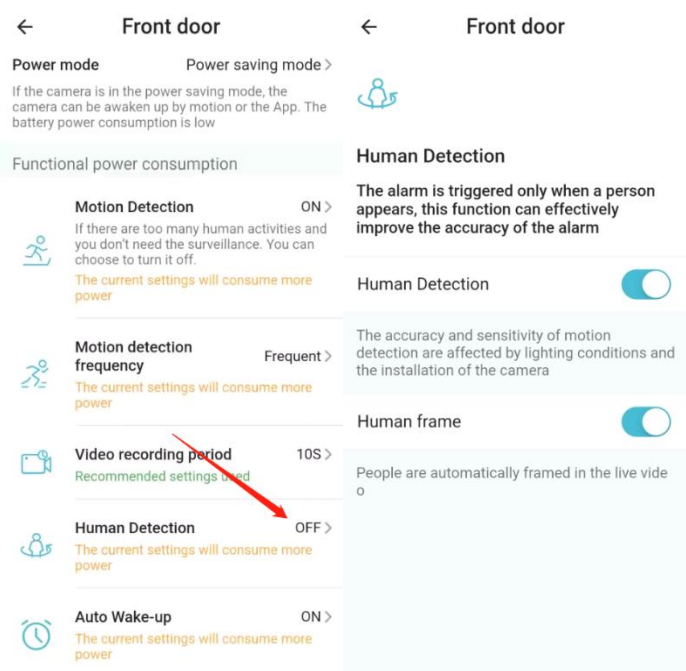 Front door
Power mode
Power saving mode
If the camera is in the power saving mode, the
camera can be awaken up by motion or the App. The
battery power consumption is low
Functional power consumption
Motion Detection
ON
If there are too many human activities and
you don't need the surveillance. You can
choose to turn it off.
The current settings will consume more
power
Motion detection
frequency
Frequent
The current settings will consume more
power
Video recording period
10S
Recommended settings used
Human Detection
OFF
The current settings will consume more
power
Auto Wake-up
ON
The current settings will consume more
power
Front door
Human Detection
The alarm is triggered only when a person
appears, this function can effectively
improve the accuracy of the alarm
Human Detection
The accuracy and sensitivity of motion
detection are affected by lighting conditions and
the installation of the camera
Human frame
People are automatically framed in the live vide
o